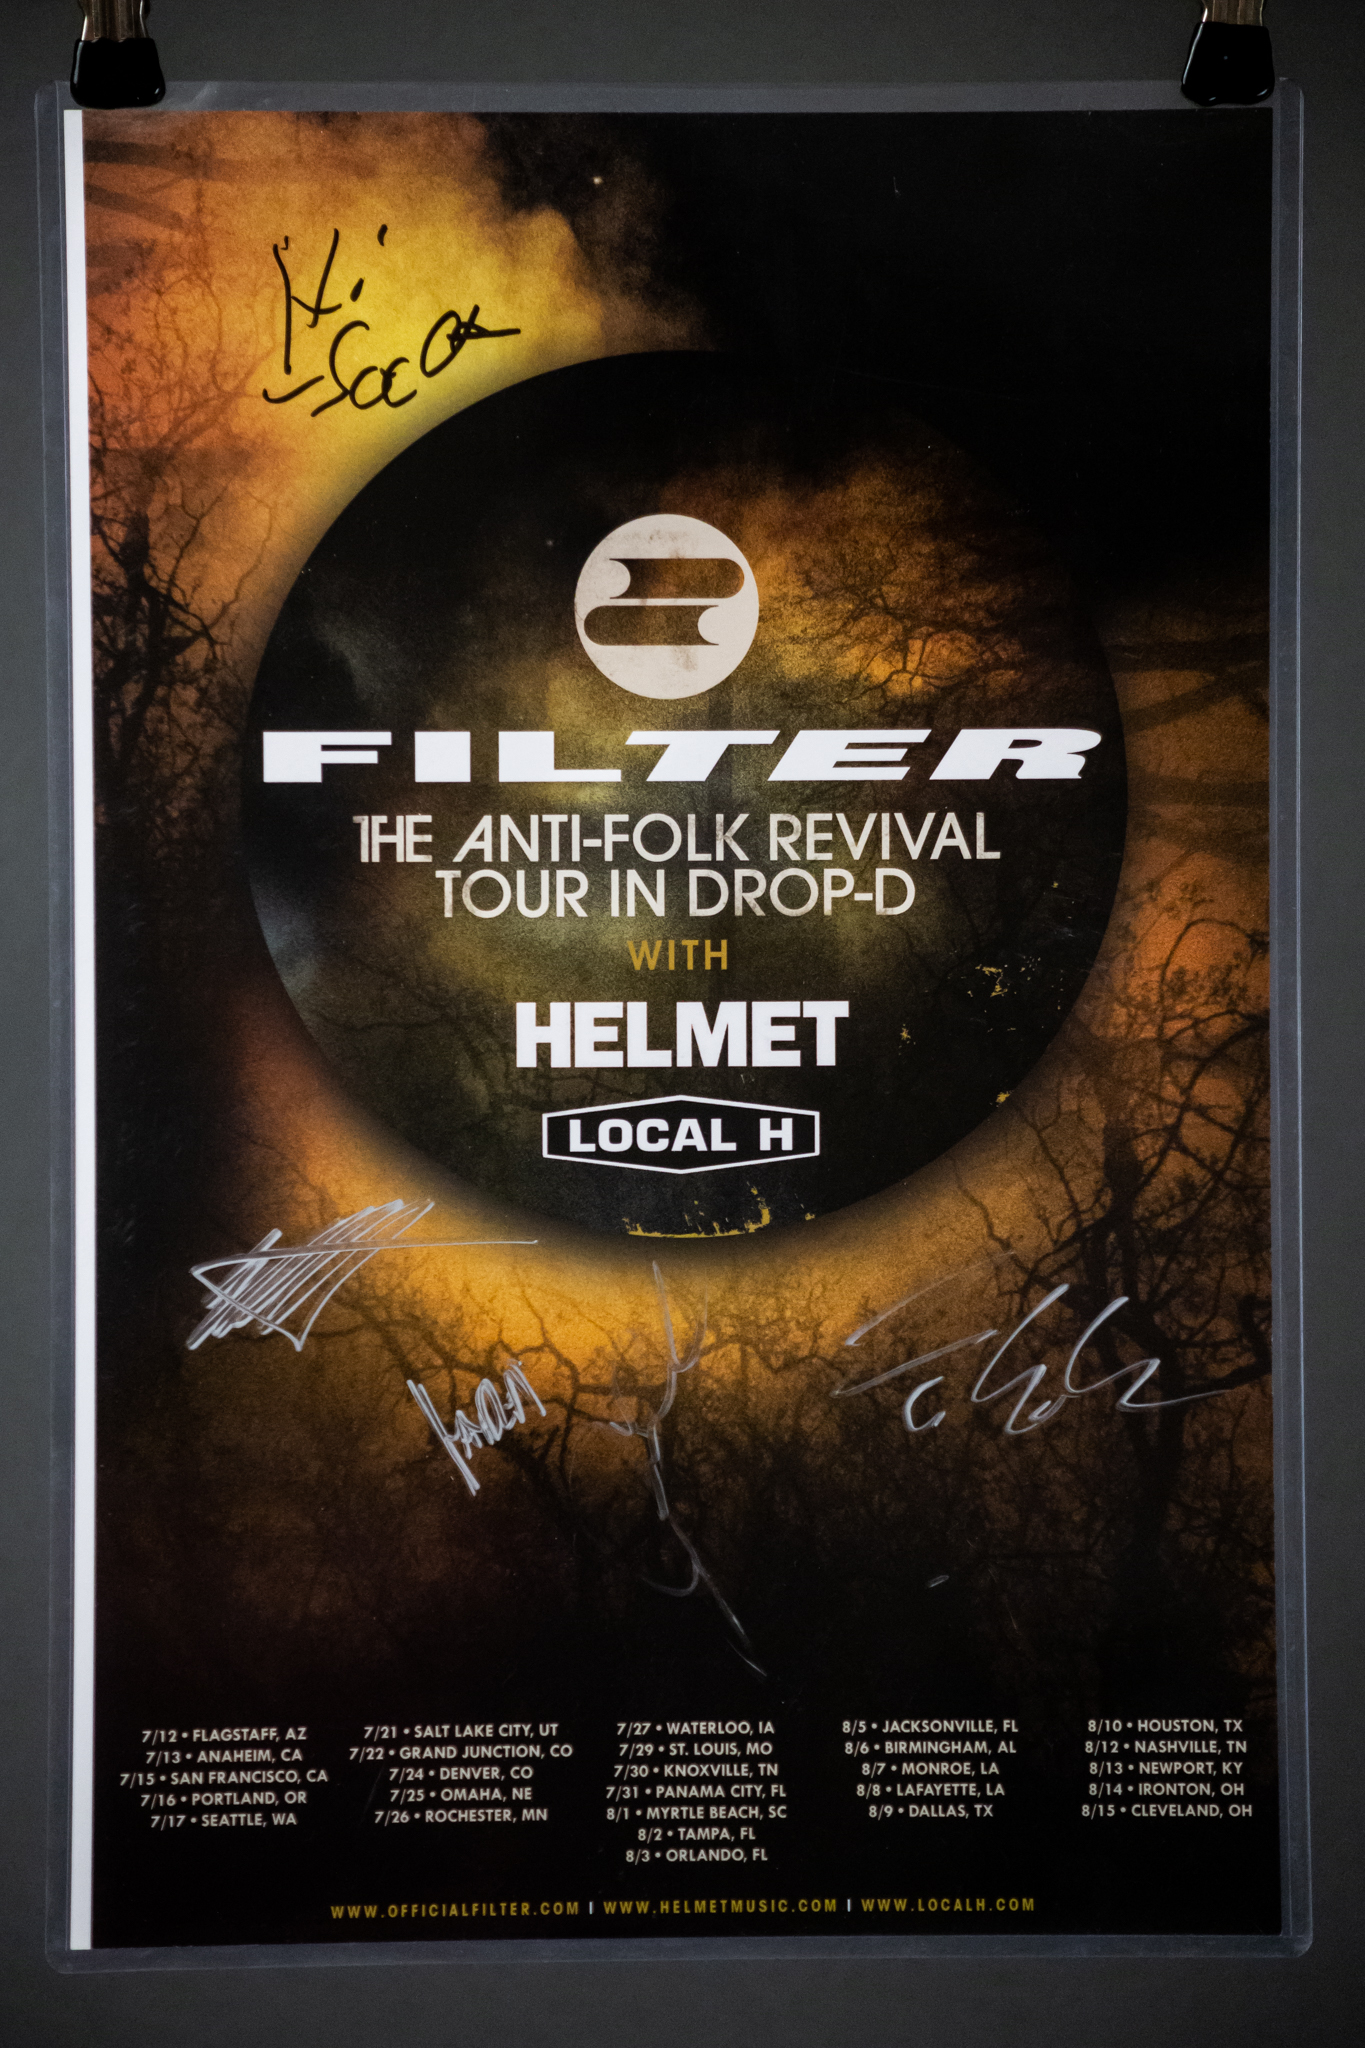 Hi
FILTER
THE ANTI-FOLK REVIVAL
TOUR IN DROP-D
WITH
HELMET
LOCAL H
7/12 • FLAGSTAFF, AZ
7/13 • ANAHEIM, CA
7/15 • SAN FRANCISCO, CA
7/16 • PORTLAND, OR
7/17 • SEATTLE, WA
7/21 • SALT LAKE CITY, UT
7/22 • GRAND JUNCTION, CO
7/24 • DENVER, CO
7/25 • OMAHA, NE
7/26 • ROCHESTER, MN
7/27 • WATERLOO, IA
7/29 • ST. LOUIS, MO
7/30 • KNOXVILLE, TN
7/31 • PANAMA CITY, FL
8/1 • MYRTLE BEACH, SC
8/2 • TAMPA, FL
8/3 • ORLANDO, FL
8/5 • JACKSONVILLE, FL
8/6 • BIRMINGHAM, AL
8/7 • MONROE, LA
8/8 • LAFAYETTE, LA
8/9 • DALLAS, TX
8/10 • HOUSTON, TX
8/12 • NASHVILLE, TN
8/13 • NEWPORT, KY
8/14 • IRONTON, OH
8/15 • CLEVELAND, OH
WWW.OFFICIALFILTER.COM | WWW.HELMETMUSIC.COM | WWW.LOCALH.COM